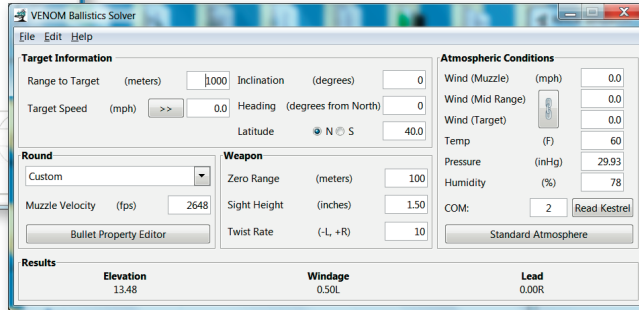 VENOM Ballistics Solver
File Edit Help
Target Information
Range to Target (meters) 1000 Inclination (degrees) 0
Target Speed (mph) >> 0.0 Heading (degrees from North) 0
Latitude N S 40.0
Atmospheric Conditions
Wind (Muzzle) (mph) 0.0
Wind (Mid Range) 0.0
Wind (Target) 0.0
Temp (F) 60
Pressure (inHg) 29.93
Humidity (%) 78
COM: 2 Read Kestrel
Standard Atmosphere
Round
Custom
Muzzle Velocity (fps) 2648
Bullet Property Editor
Weapon
Zero Range (meters) 100
Sight Height (inches) 1.50
Twist Rate (-L, +R) 10
Results
Elevation Windage Lead
13.48 0.50L 0.00R